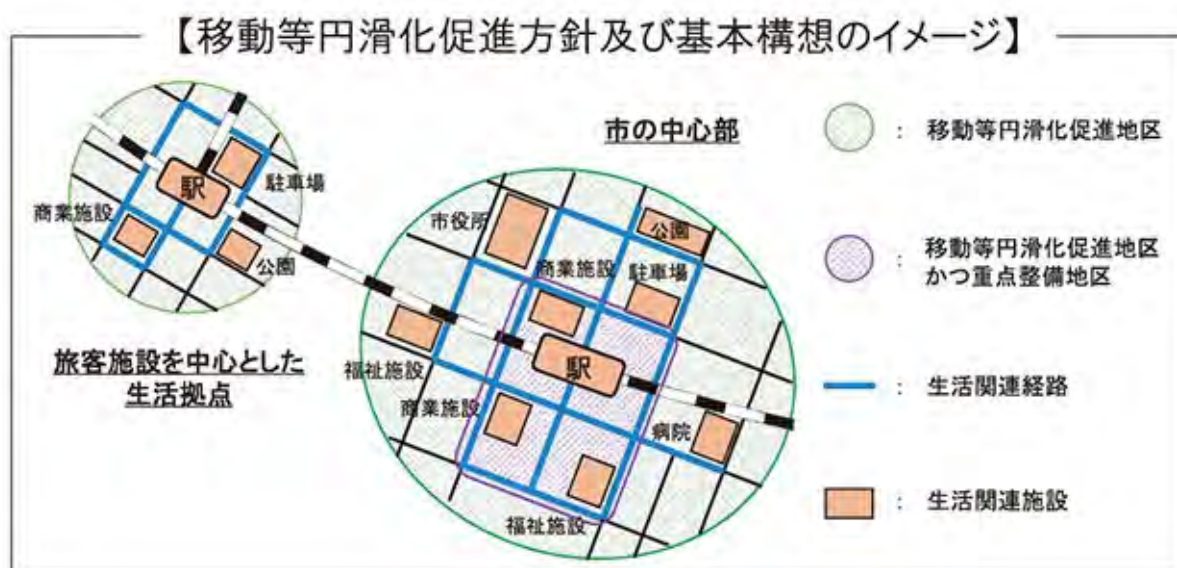 【移動等円滑化促進方針及び基本構想のイメージ】
駅
駐車場
商業施設
公園
旅客施設を中心とした
生活拠点
市の中心部
市役所
公園
商業施設
駐車場
駅
福祉施設
商業施設
病院
福祉施設
： 移動等円滑化促進地区
： 移動等円滑化促進地区
かつ重点整備地区
： 生活関連経路
： 生活関連施設